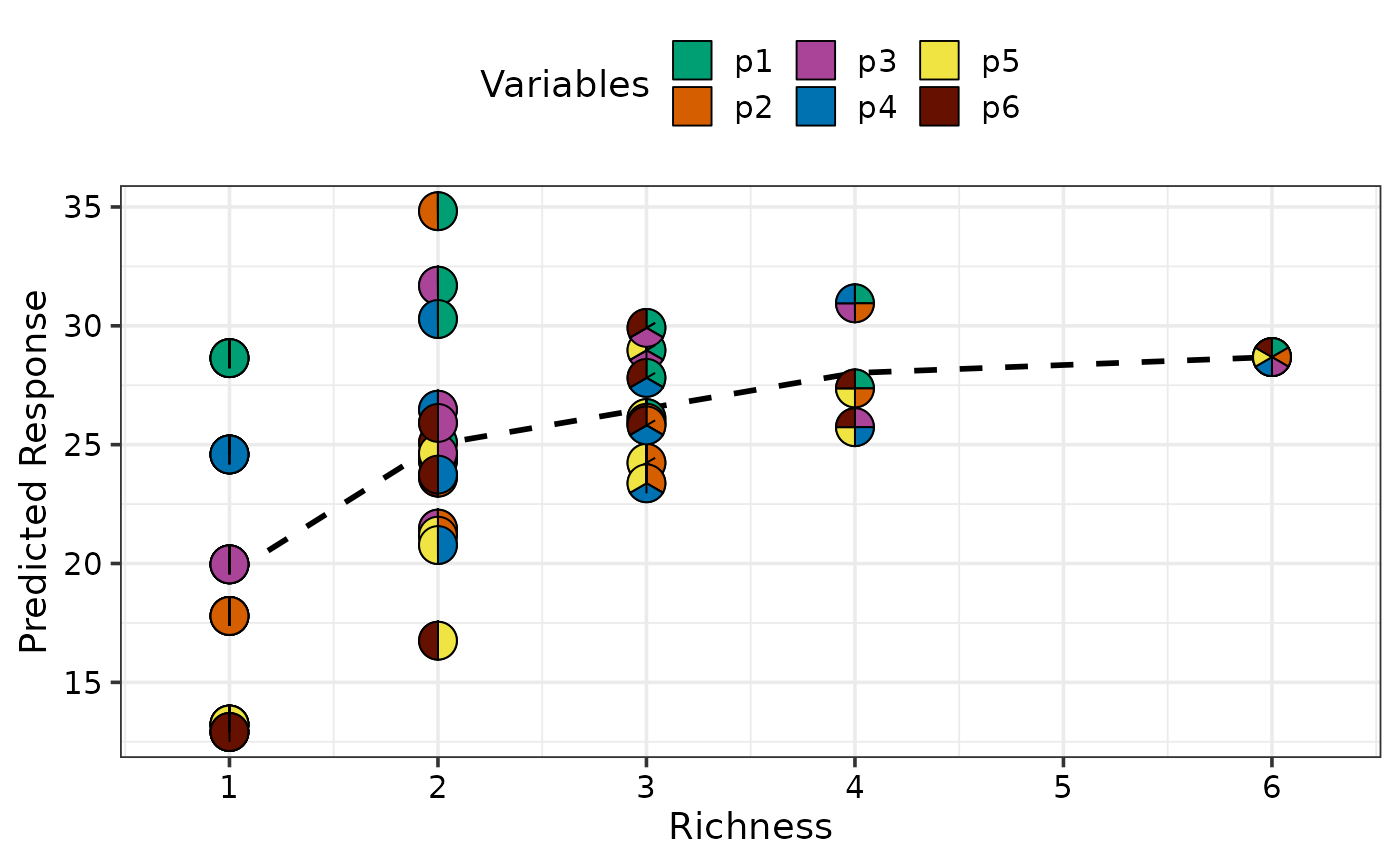 Variables
p1 p3 p5
p2 p4 p6
Predicted Response
35
30
25
20
15
1 2 3 4 5 6
Richness